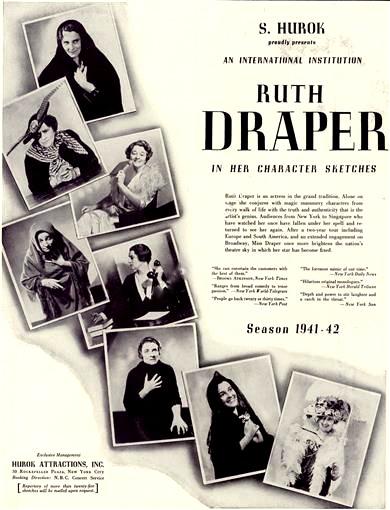 S. HUROK
proudly presents
AN INTERNATIONAL INSTITUTION
RUTH
DRAPER
IN HER CHARACTER SKETCHES
Ruth Draper is an actress in the grand tradition. Alone on
stage she conjures with magic summonry characters from
every walk of life with the truth and authenticity that is the
artist's genius. Audiences from New York to Singapore who
have watched her once have fallen under her spell and re-
turned to see her again. After a two-year tour including
Europe and South America, and an extended engagement on
Broadway, Miss Draper once more brightens the nation's
theatre sky in which her star has become fixed.
"She can entertain the customers with
the best of them."
—BROOKS ATKINSON, New York Times
"Ranges from broad comedy to tense
passion." —New York World-Telegram
"People go back twenty or thirty times."
—New York Post
"The foremost mimic of our time."
—New York Daily News
"Hilarious original monologues."
—New York Herald Tribune
"Depth and power to stir laughter and
a catch in the throat."
—New York Sun
Season 1941-42
Exclusive Management
HUROK ATTRACTIONS, INC.
30 ROCKEFELLER PLAZA, NEW YORK CITY
Booking Direction: N.B.C. Concert Service
[ Repertory of more than twenty-five
sketches will be mailed upon request. ]